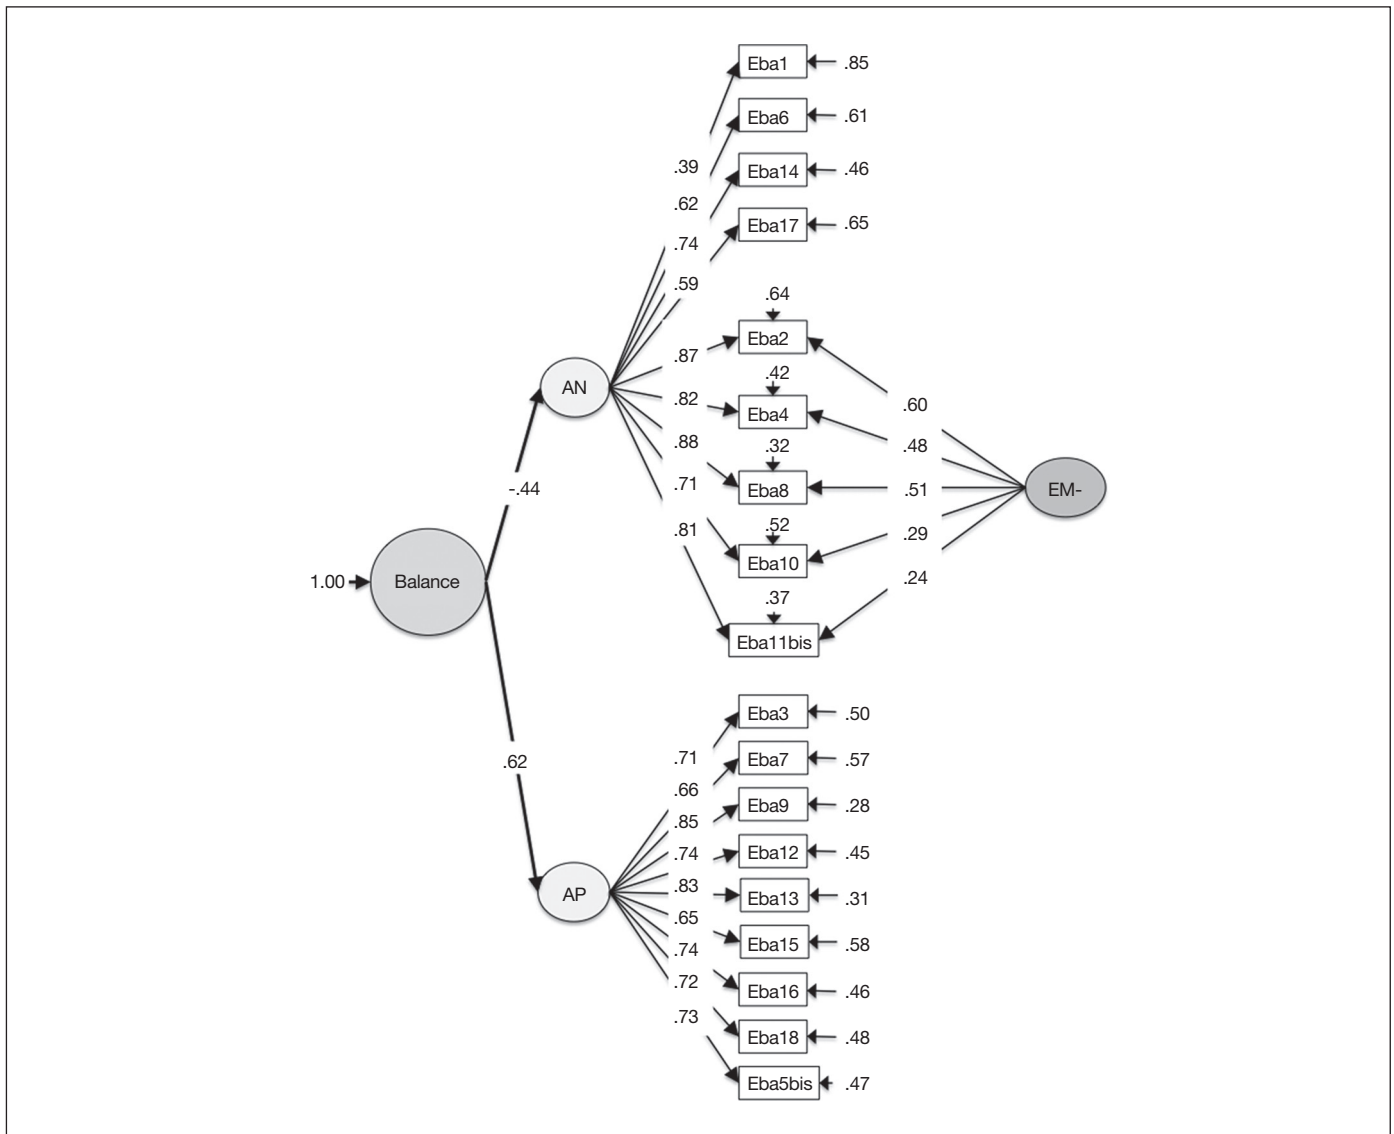 Eba1 .85
Eba6 .61
.39
Eba14 .46
.62
Eba17 .65
.74
.59
.64
Eba2
.87
.42
AN
.82
Eba4
.60
.88
.32
.48
.71
Eba8
.51
EM-
-.44
.81
.52
.29
Eba10
1.00
Balance
.37
.24
Eba11bis
Eba3 .50
.71
Eba7 .57
.62
.66
Eba9 .28
.85
.74
Eba12 .45
.83
AP
Eba13 .31
.65
Eba15 .58
.74
.72
Eba16 .46
.73
Eba18 .48
Eba5bis .47